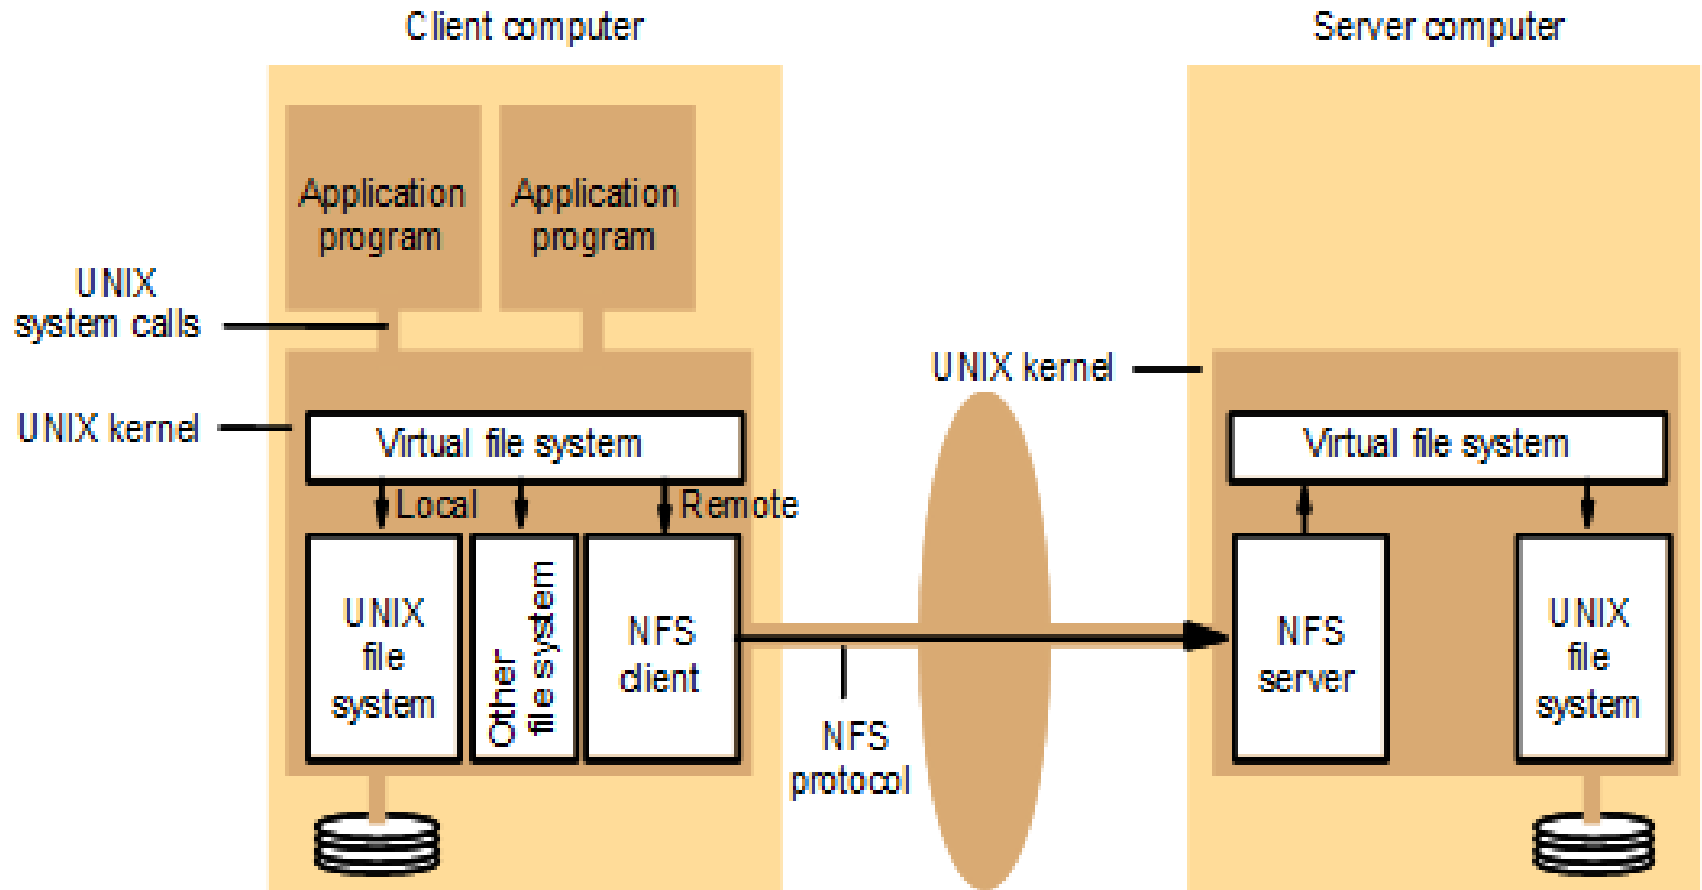 Client computer
Server computer
Application
program
Application
program
UNIX
system calls
UNIX kernel
UNIX kernel
Virtual file system
Virtual file system
Local
Remote
UNIX
file
system
Other
file system
NFS
client
NFS
protocol
NFS
server
UNIX
file
system